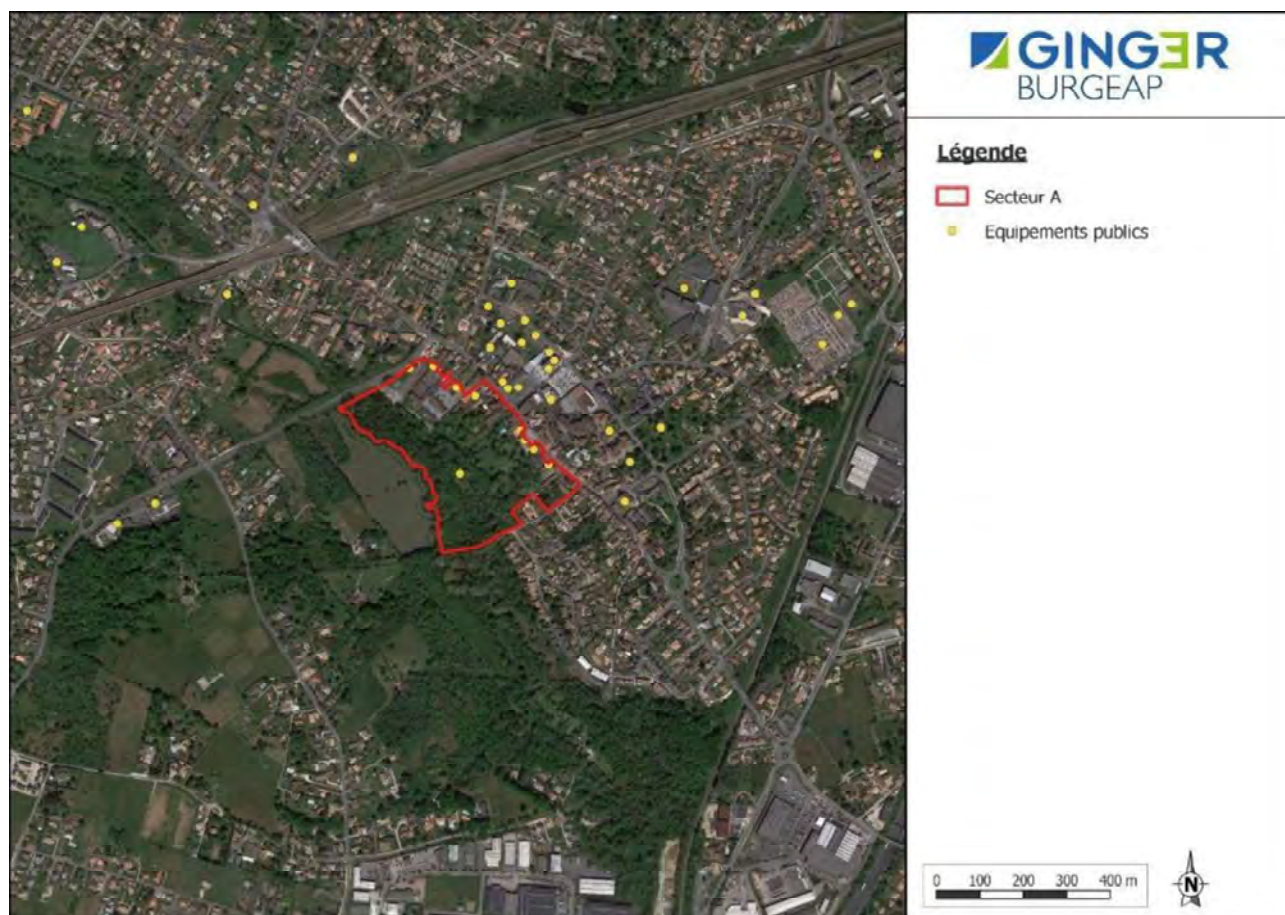 GINGER
BURGEAP
Légende
Secteur A
Equipements publics
0 100 200 300 400 m
N